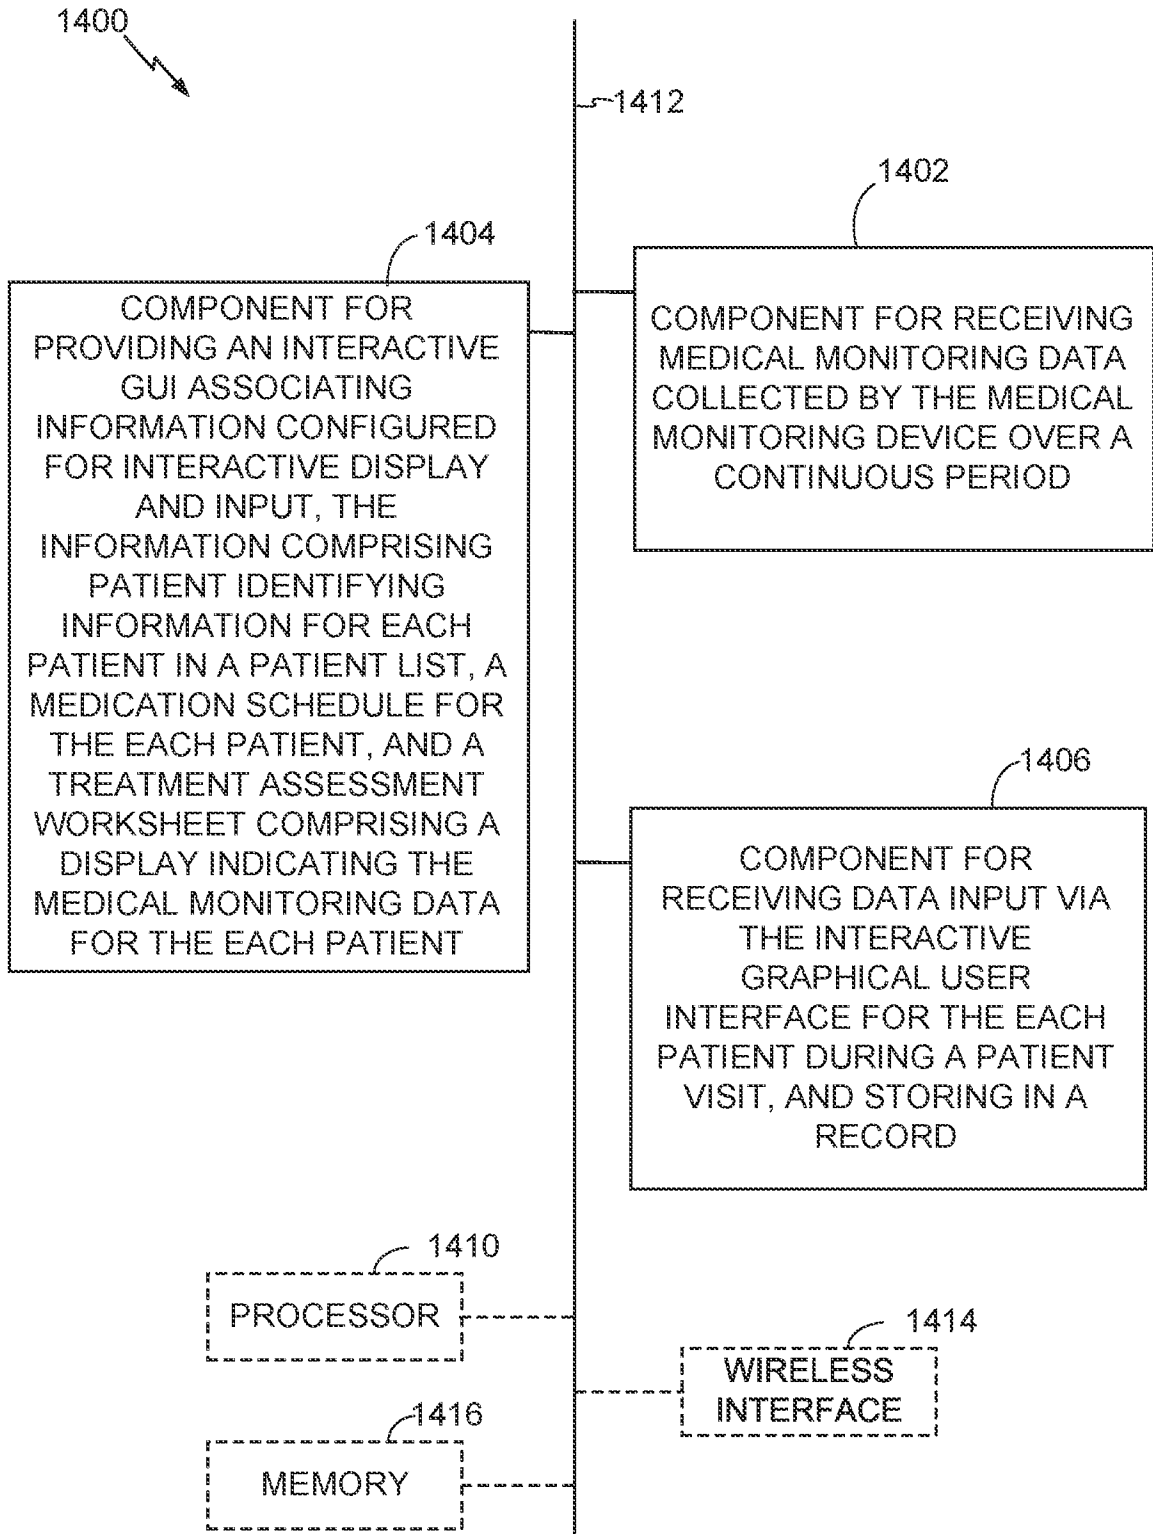 1400
1412
1402
COMPONENT FOR RECEIVING
MEDICAL MONITORING DATA
COLLECTED BY THE MEDICAL
MONITORING DEVICE OVER A
CONTINUOUS PERIOD
1404
COMPONENT FOR
PROVIDING AN INTERACTIVE
GUI ASSOCIATING
INFORMATION CONFIGURED
FOR INTERACTIVE DISPLAY
AND INPUT, THE
INFORMATION COMPRISING
PATIENT IDENTIFYING
INFORMATION FOR EACH
PATIENT IN A PATIENT LIST, A
MEDICATION SCHEDULE FOR
THE EACH PATIENT, AND A
TREATMENT ASSESSMENT
WORKSHEET COMPRISING A
DISPLAY INDICATING THE
MEDICAL MONITORING DATA
FOR THE EACH PATIENT
1406
COMPONENT FOR
RECEIVING DATA INPUT VIA
THE INTERACTIVE
GRAPHICAL USER
INTERFACE FOR THE EACH
PATIENT DURING A PATIENT
VISIT, AND STORING IN A
RECORD
1410
PROCESSOR
1414
WIRELESS
INTERFACE
1416
MEMORY